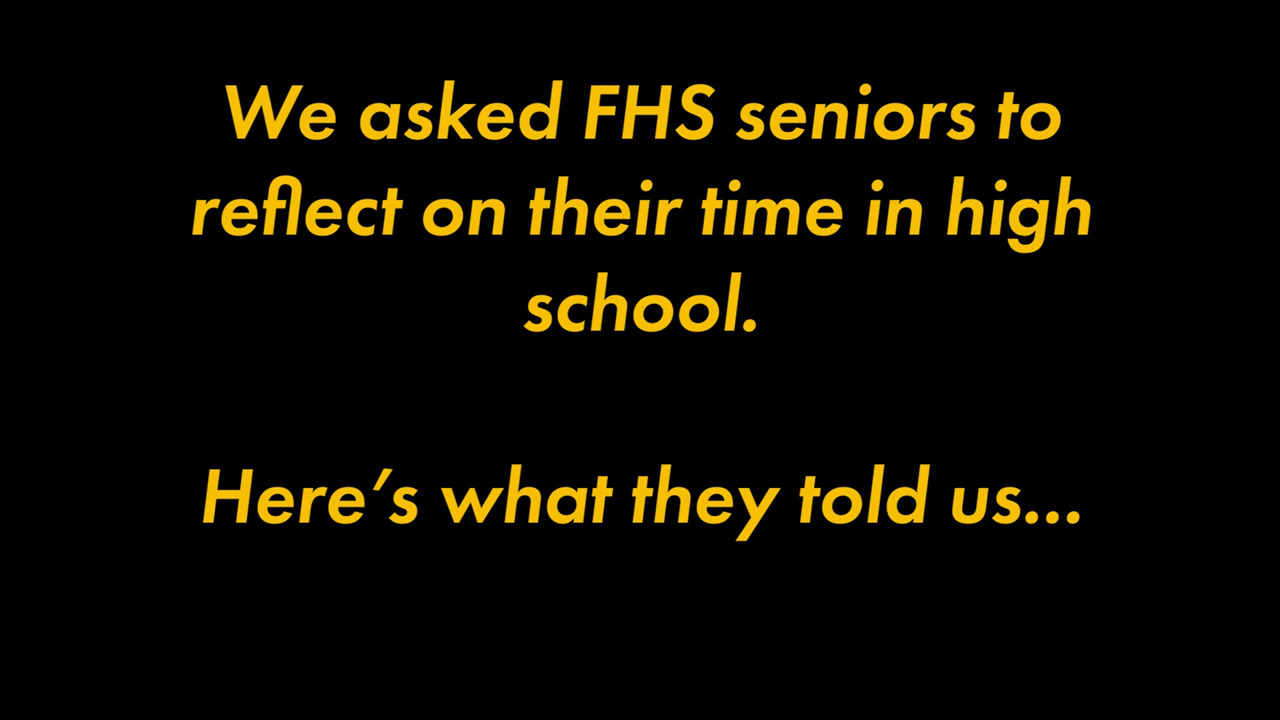 We asked FHS seniors to
reflect on their time in high
school.
Here’s what they told us...